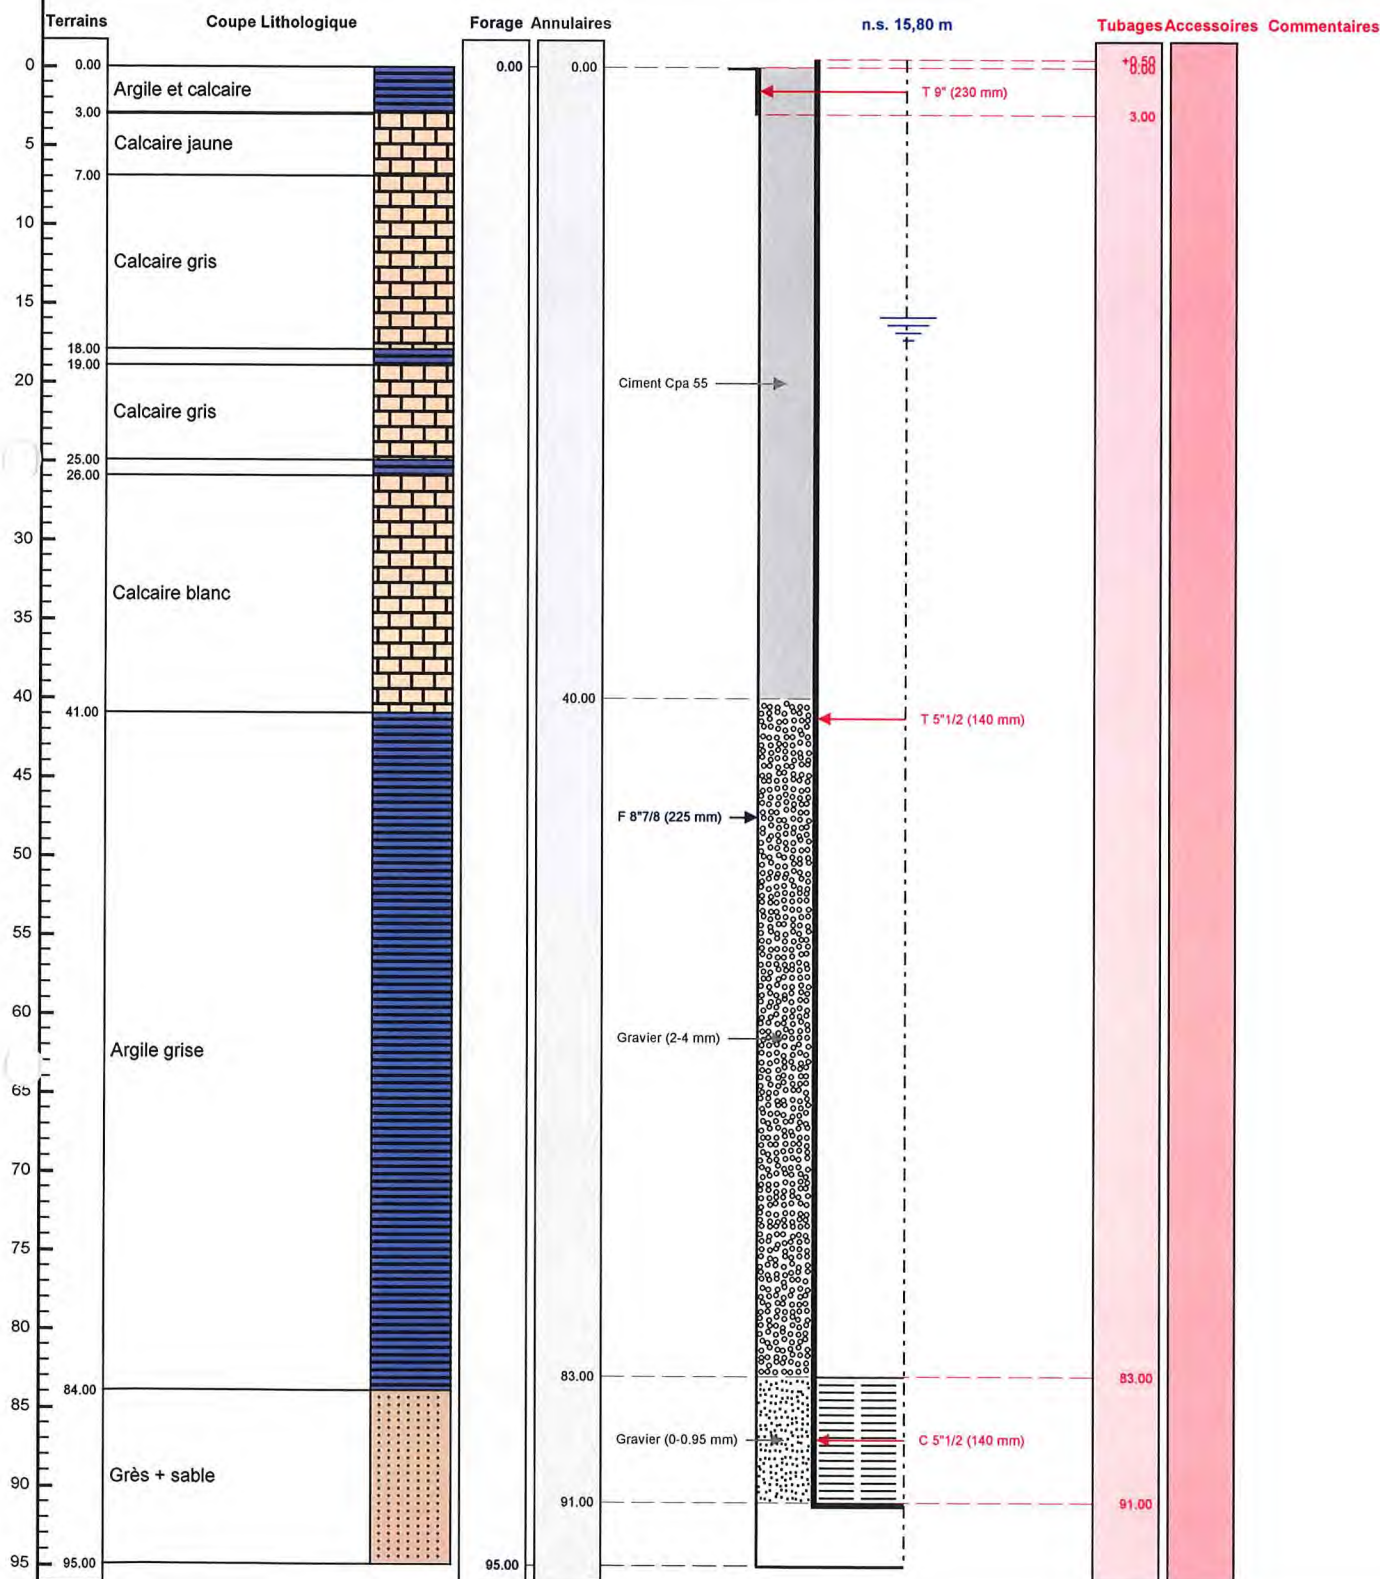 Terrains Coupe Lithologique Forage Annulaires n.s. 15,80 m Tubages Accessoires Commentaires
0 0.00 0.00 0.00 +0.50
0.00
Argile et calcaire T 9" (230 mm)
3.00 3.00
5 Calcaire jaune
7.00
10
Calcaire gris
15
18.00
19.00
20 Ciment Cpa 55
Calcaire gris
25.00
26.00
30
Calcaire blanc
35
40 40.00
41.00 T 5"1/2 (140 mm)
45
F 8"7/8 (225 mm)
50
55
60
Gravier (2-4 mm)
Argile grise
65
70
75
80
83.00 83.00
84.00
85
Gravier (0-0.95 mm) C 5"1/2 (140 mm)
Grès + sable
90
91.00 91.00
95 95.00 95.00